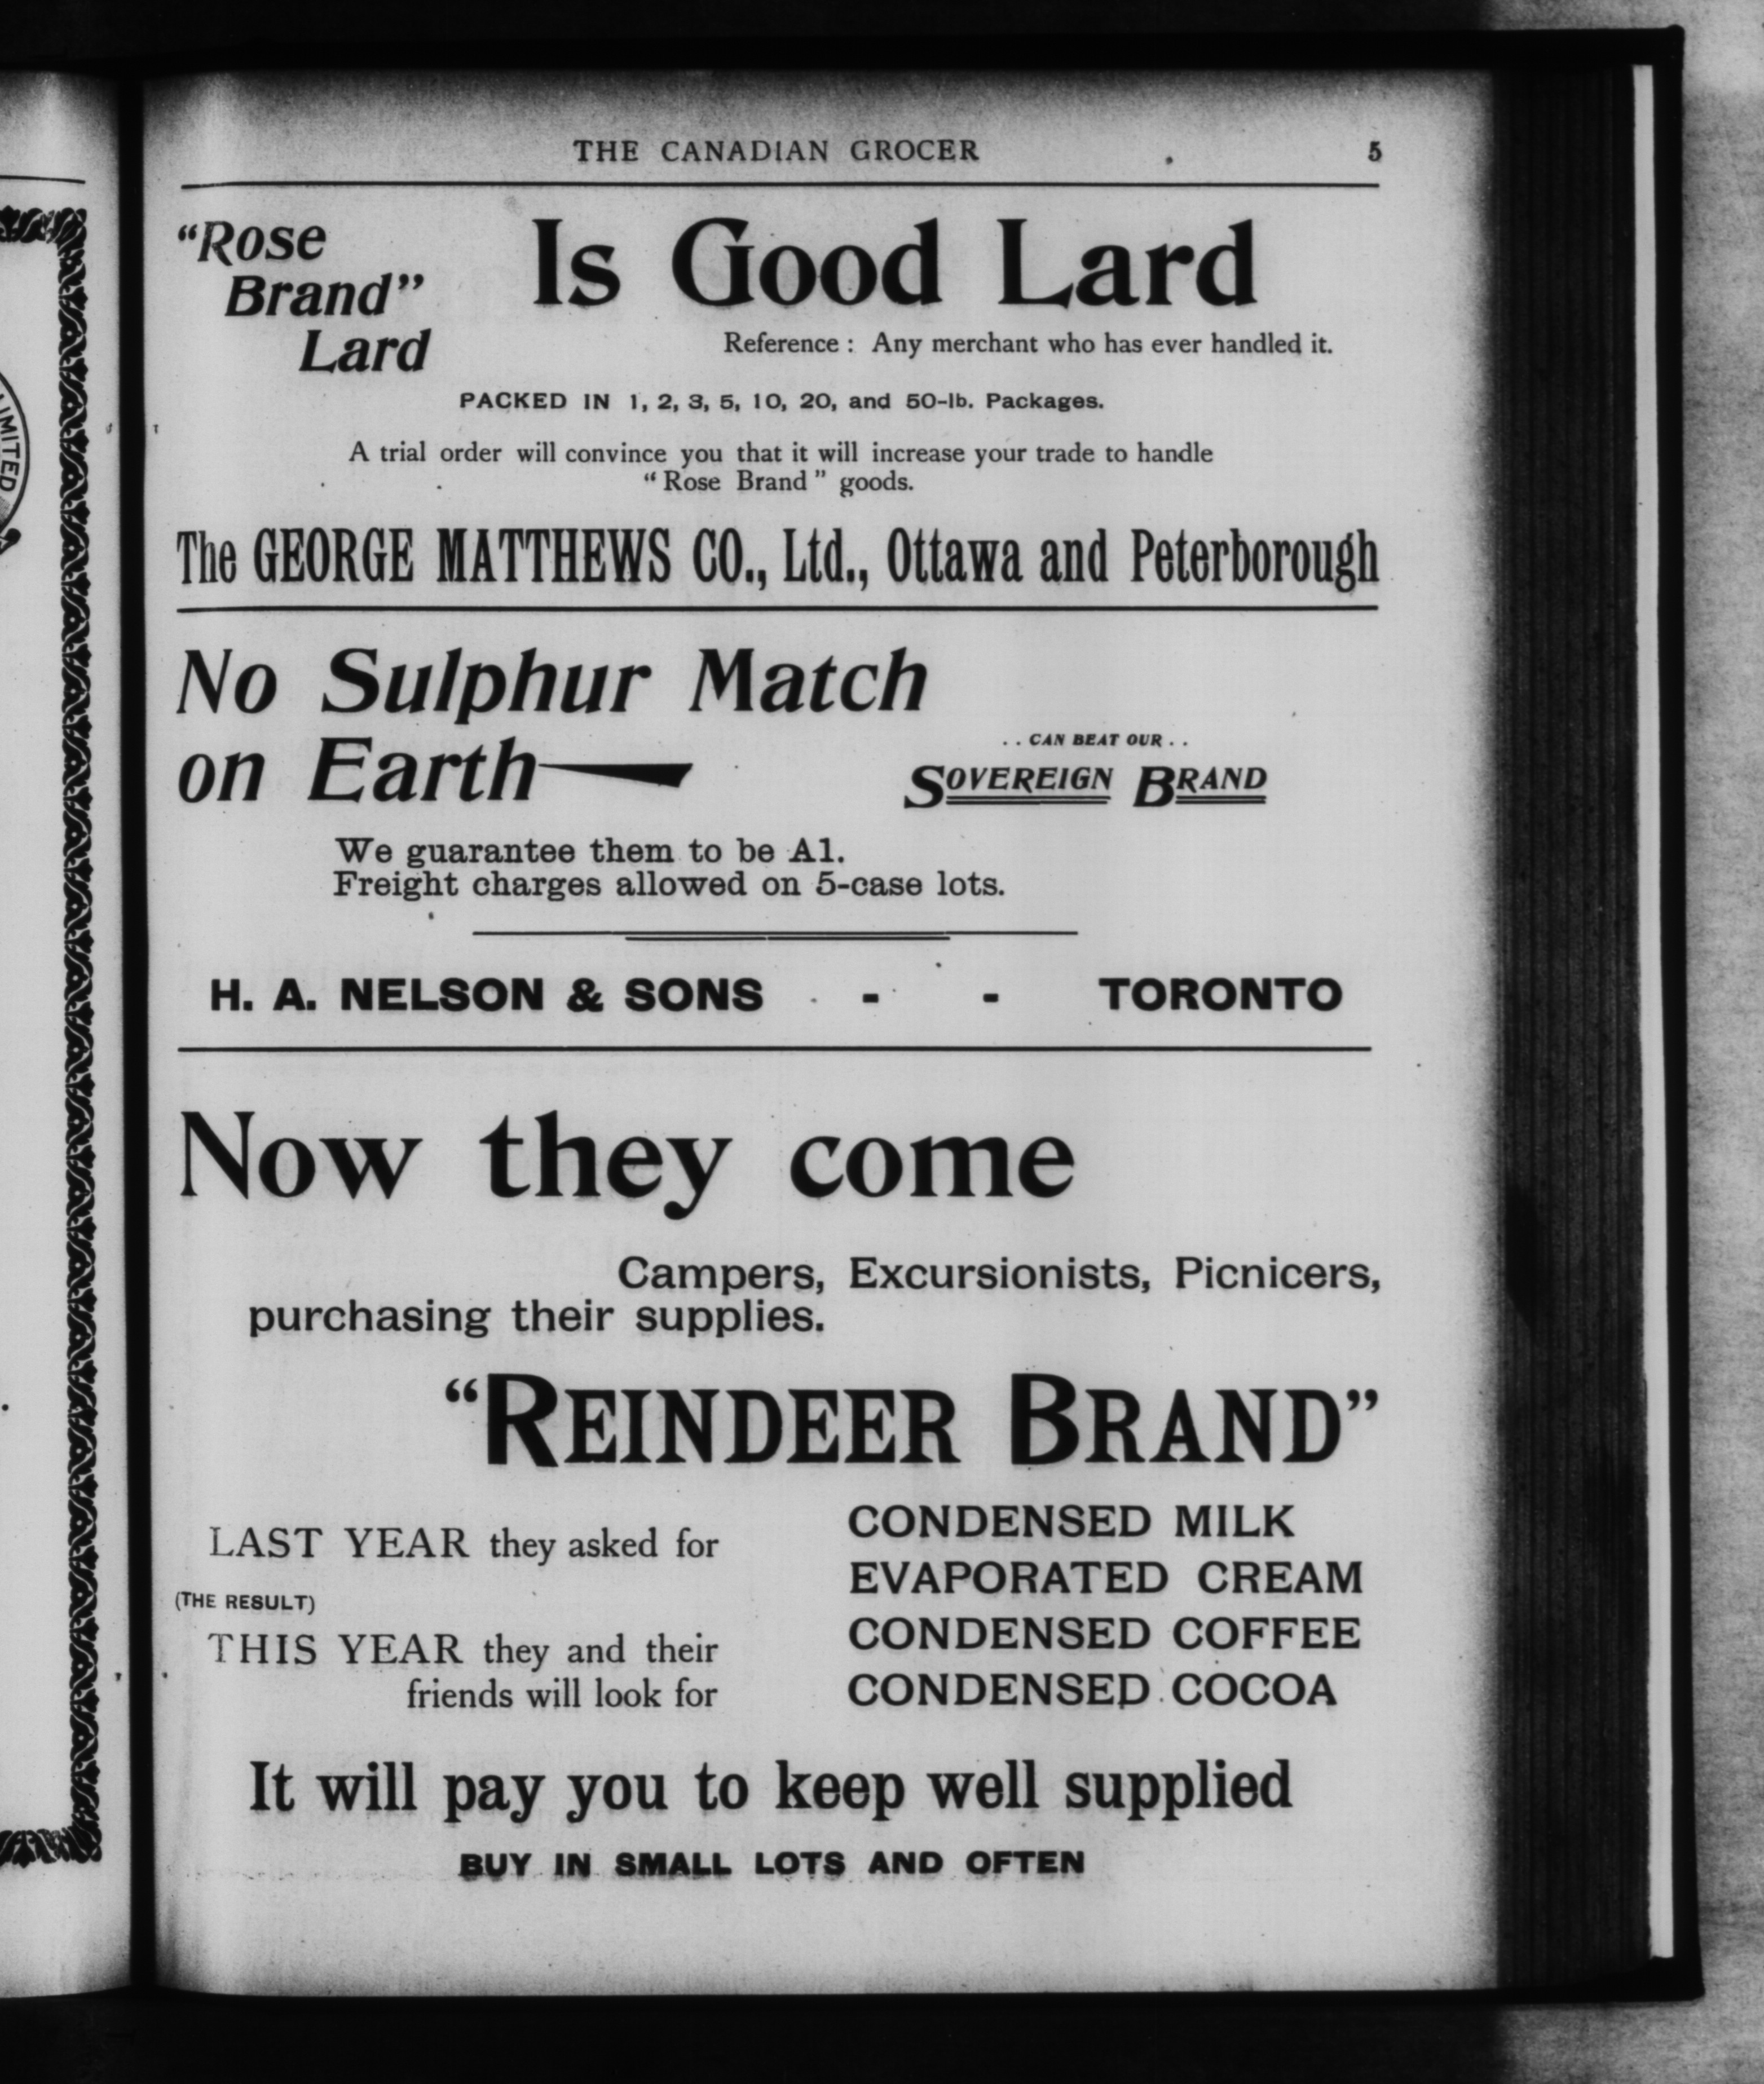 LIMITED
THE CANADIAN GROCER 5
"Rose
Brand"
Lard
Is Good Lard
Reference : Any merchant who has ever handled it.
PACKED IN 1, 2, 3, 5, 10, 20, and 50-lb. Packages.
A trial order will convince you that it will increase your trade to handle
"Rose Brand" goods.
The GEORGE MATTHEWS CO., Ltd., Ottawa and Peterborough
No Sulphur Match
on Earth
. . CAN BEAT OUR . .
SOVEREIGN BRAND
We guarantee them to be A1.
Freight charges allowed on 5-case lots.
H. A. NELSON & SONS - - TORONTO
Now they come
Campers, Excursionists, Picnicers,
purchasing their supplies.
"REINDEER BRAND"
LAST YEAR they asked for
(THE RESULT)
THIS YEAR they and their
friends will look for
CONDENSED MILK
EVAPORATED CREAM
CONDENSED COFFEE
CONDENSED COCOA
It will pay you to keep well supplied
BUY IN SMALL LOTS AND OFTEN